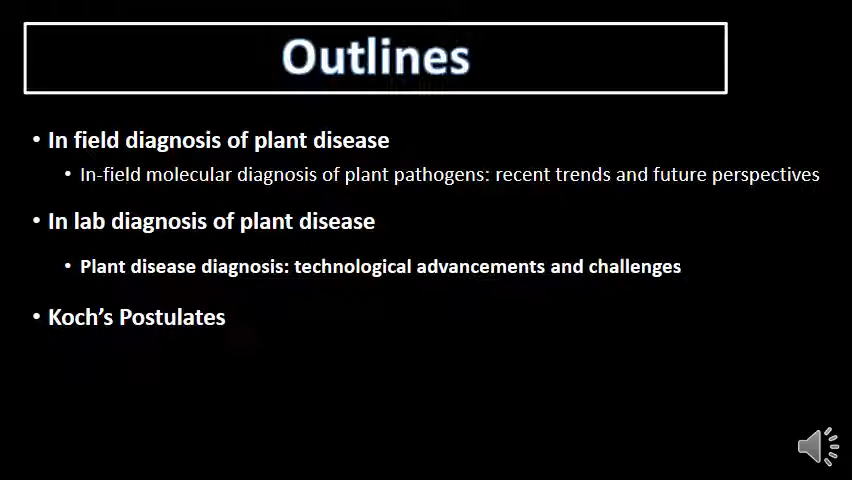 Outlines
• In field diagnosis of plant disease
• In-field molecular diagnosis of plant pathogens: recent trends and future perspectives
• In lab diagnosis of plant disease
• Plant disease diagnosis: technological advancements and challenges
• Koch’s Postulates